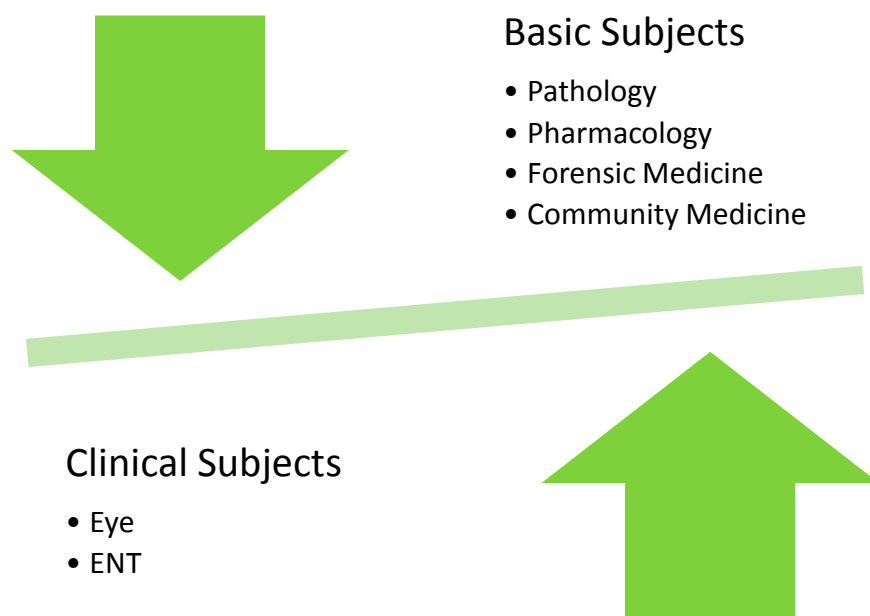 Basic Subjects
• Pathology
• Pharmacology
• Forensic Medicine
• Community Medicine
Clinical Subjects
• Eye
• ENT